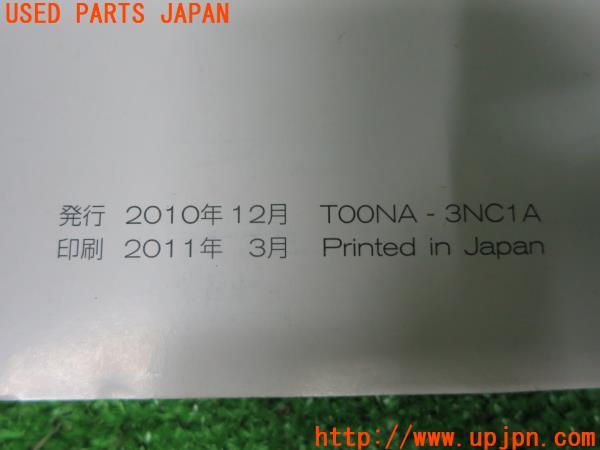 USED PARTS JAPAN
発行 2010年 12月 T00NA - 3NC1A
印刷 2011年 3月 Printed in Japan
http://www.upjpn.com